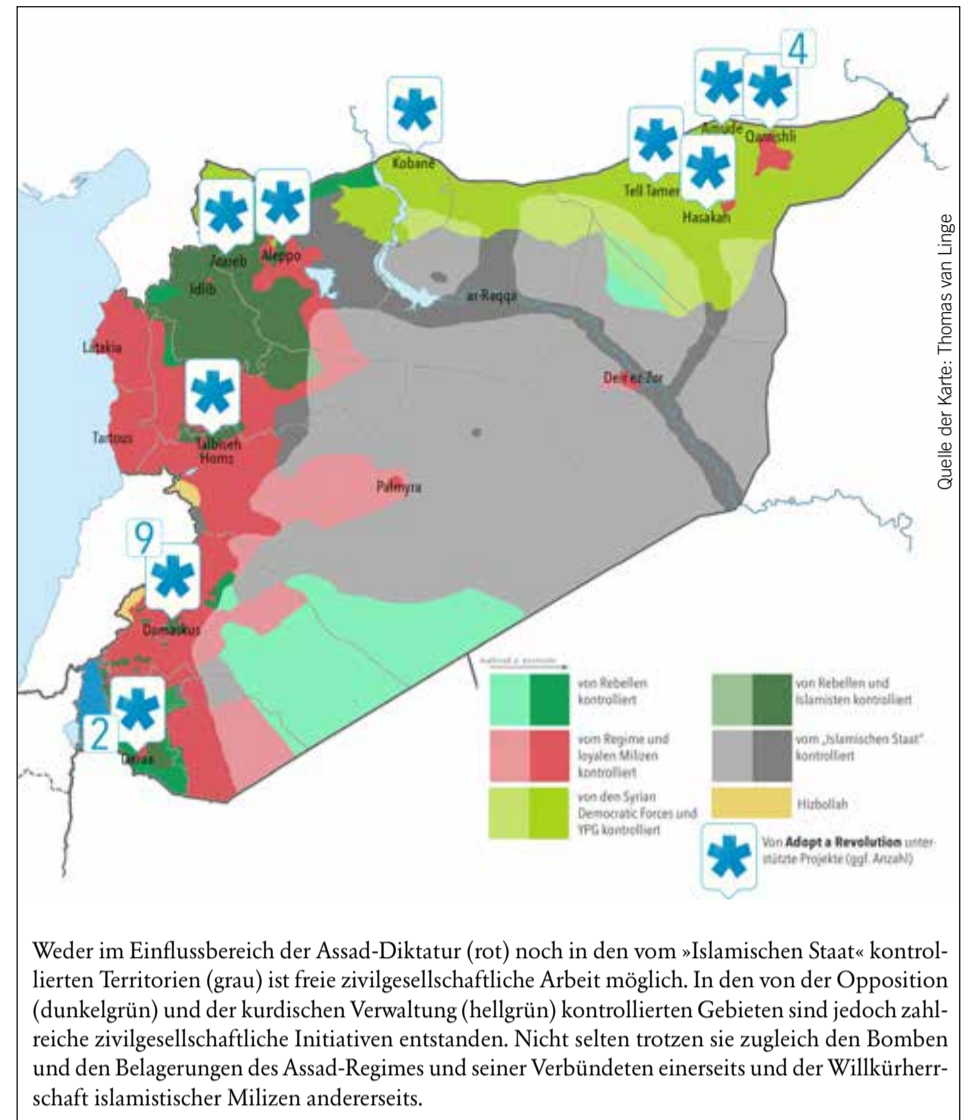 4
Kobanê
Amude
Qamishli
Tell Tamer
Hasakah
Atareb
Aleppo
Idlib
ar-Raqqa
Latakia
Deir ez-Zor
Tartous
Talbiseh
Homs
Palmyra
9
Damaskus
2
Daraa
von Rebellen
kontrolliert
vom Regime und
loyalen Milizen
kontrolliert
von den Syrian
Democratic Forces und
YPG kontrolliert
von Rebellen und
Islamisten kontrolliert
vom „Islamischen Staat“
kontrolliert
Hizbollah
Von Adopt a Revolution unter-
stützte Projekte (ggf. Anzahl)
Quelle der Karte: Thomas van Linge
Weder im Einflussbereich der Assad-Diktatur (rot) noch in den vom »Islamischen Staat« kontrol-
lierten Territorien (grau) ist freie zivilgesellschaftliche Arbeit möglich. In den von der Opposition
(dunkelgrün) und der kurdischen Verwaltung (hellgrün) kontrollierten Gebieten sind jedoch zahl-
reiche zivilgesellschaftliche Initiativen entstanden. Nicht selten trotzen sie zugleich den Bomben
und den Belagerungen des Assad-Regimes und seiner Verbündeten einerseits und der Willkürherr-
schaft islamistischer Milizen andererseits.